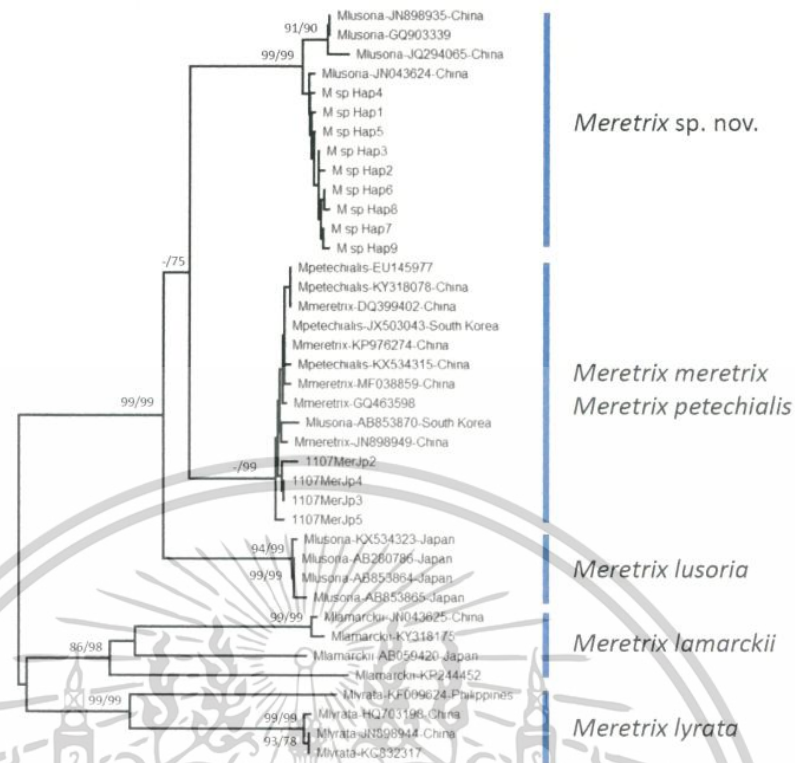 Mlusoria-JN898935-China
91/90
Mlusoria-GQ903339
99/99
Mlusoria-JQ294065-China
Mlusoria-JN043624-China
M sp Hap4
M sp Hap1
M sp Hap5
M sp Hap3
M sp Hap2
M sp Hap6
M sp Hap8
M sp Hap7
M sp Hap9
Meretrix sp. nov.
-/75
Mpetechialis-EU145977
Mpetechialis-KY318078-China
Mmeretrix-DQ399402-China
Mpetechialis-JX503043-South Korea
Mmeretrix-KP976274-China
Mpetechialis-KX534315-China
Mmeretrix-MF038859-China
Mmeretrix-GQ463598
Mlusoria-AB853870-South Korea
Mmeretrix-JN898949-China
99/99
-/99
1107MerJp2
1107MerJp4
1107MerJp3
1107MerJp5
Meretrix meretrix
Meretrix petechialis
Mlusoria-KX534323-Japan
94/99
Mlusoria-AB280786-Japan
99/99
Mlusoria-AB853864-Japan
Mlusoria-AB853865-Japan
Meretrix lusoria
99/99
Mlamarckii-JN043625-China
Mlamarckii-KY318175
86/98
Mlamarckii-AB059420-Japan
Mlamarckii-KP244452
Meretrix lamarckii
99/99
Mlyrata-KF009624-Philippines
99/99
Mlyrata-HQ703198-China
Mlyrata-JN898944-China
93/78
Mlyrata-KC832317
Meretrix lyrata